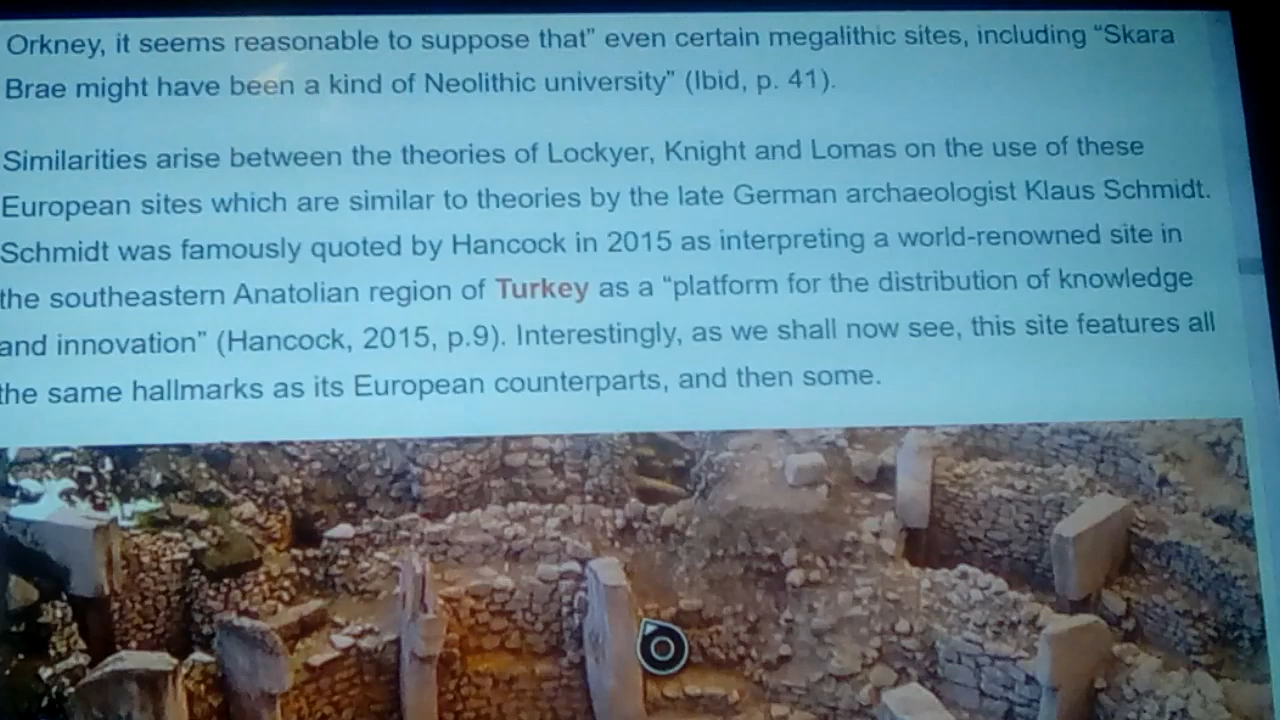 Orkney, it seems reasonable to suppose that” even certain megalithic sites, including “Skara
Brae might have been a kind of Neolithic university” (Ibid, p. 41).
Similarities arise between the theories of Lockyer, Knight and Lomas on the use of these
European sites which are similar to theories by the late German archaeologist Klaus Schmidt.
Schmidt was famously quoted by Hancock in 2015 as interpreting a world-renowned site in
the southeastern Anatolian region of Turkey as a “platform for the distribution of knowledge
and innovation” (Hancock, 2015, p.9). Interestingly, as we shall now see, this site features all
the same hallmarks as its European counterparts, and then some.